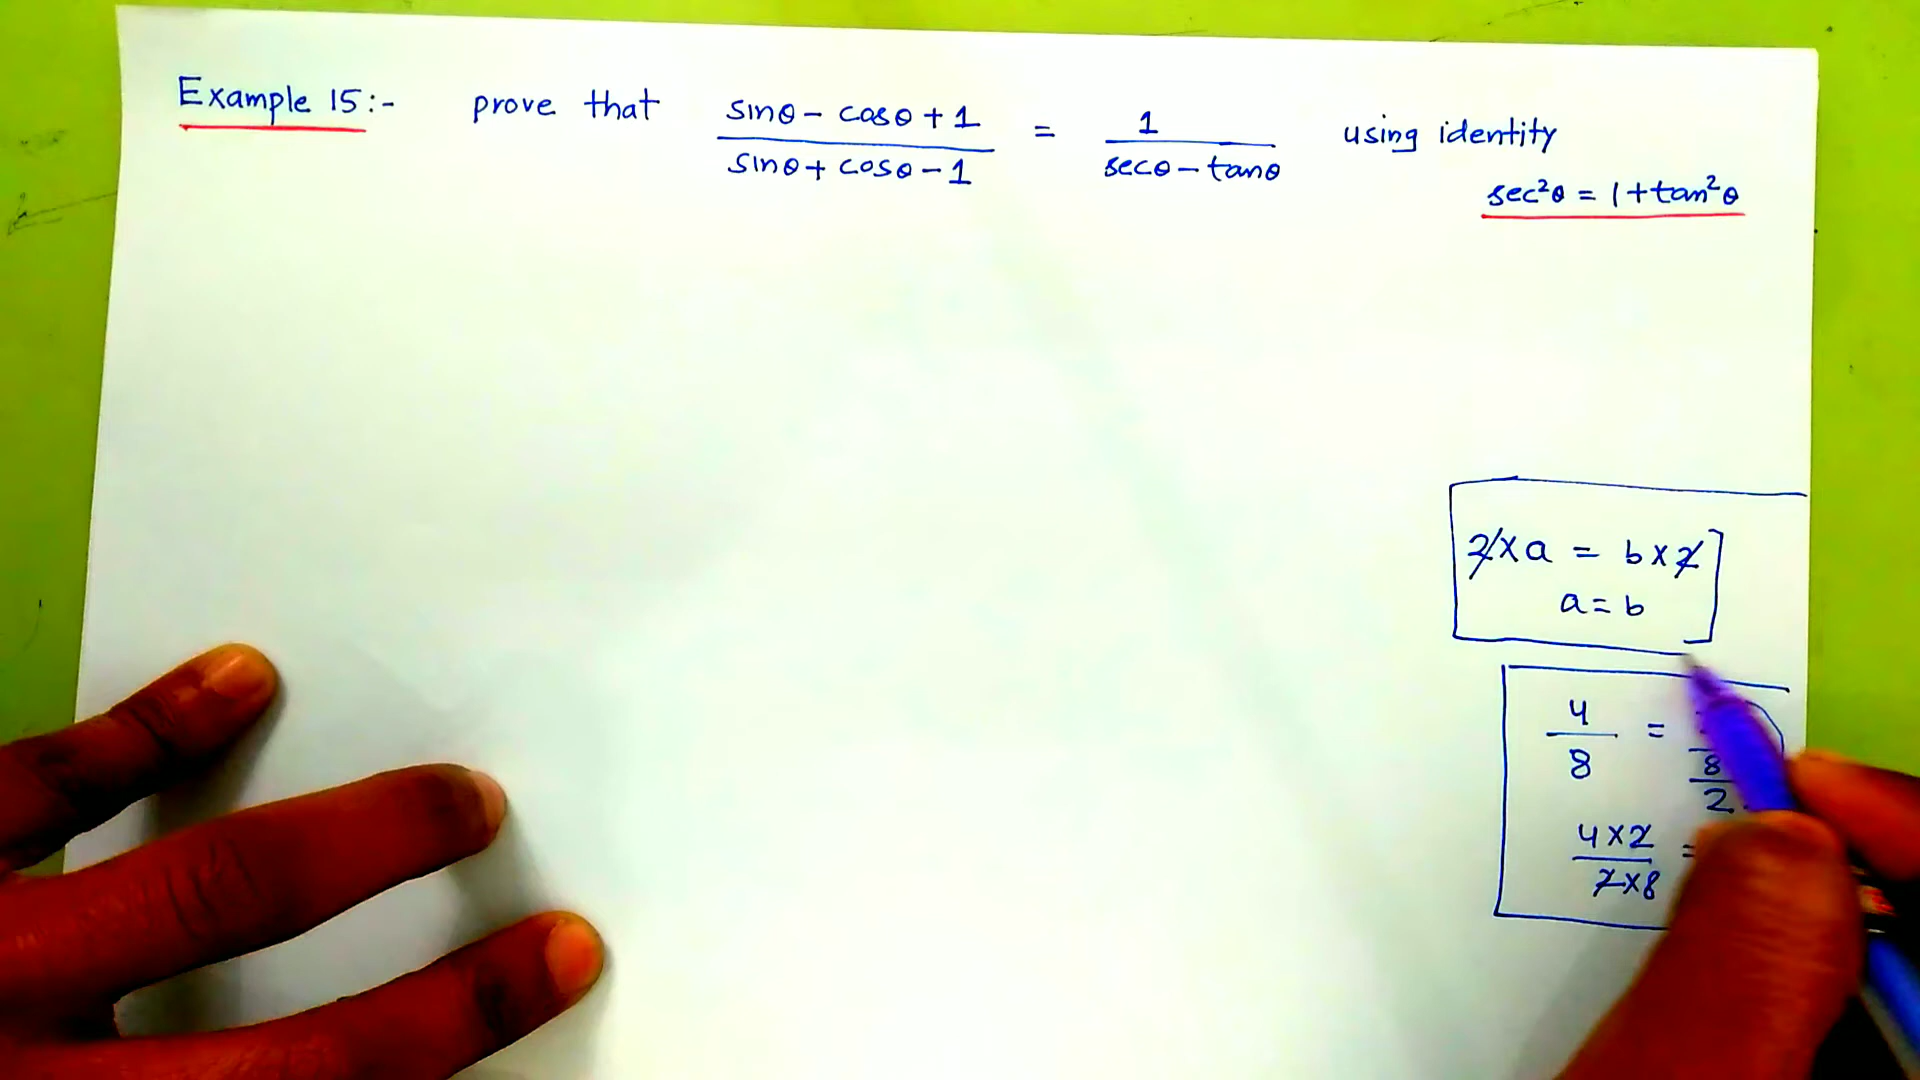 Example 15:- prove that (sinθ - cosθ + 1)/(sinθ + cosθ - 1) = 1/(secθ - tanθ) using identity
sec²θ = 1 + tan²θ
2 × a = b × 2
a = b
4/8 =
8
2
(4 × 2)/(2 × 8) =